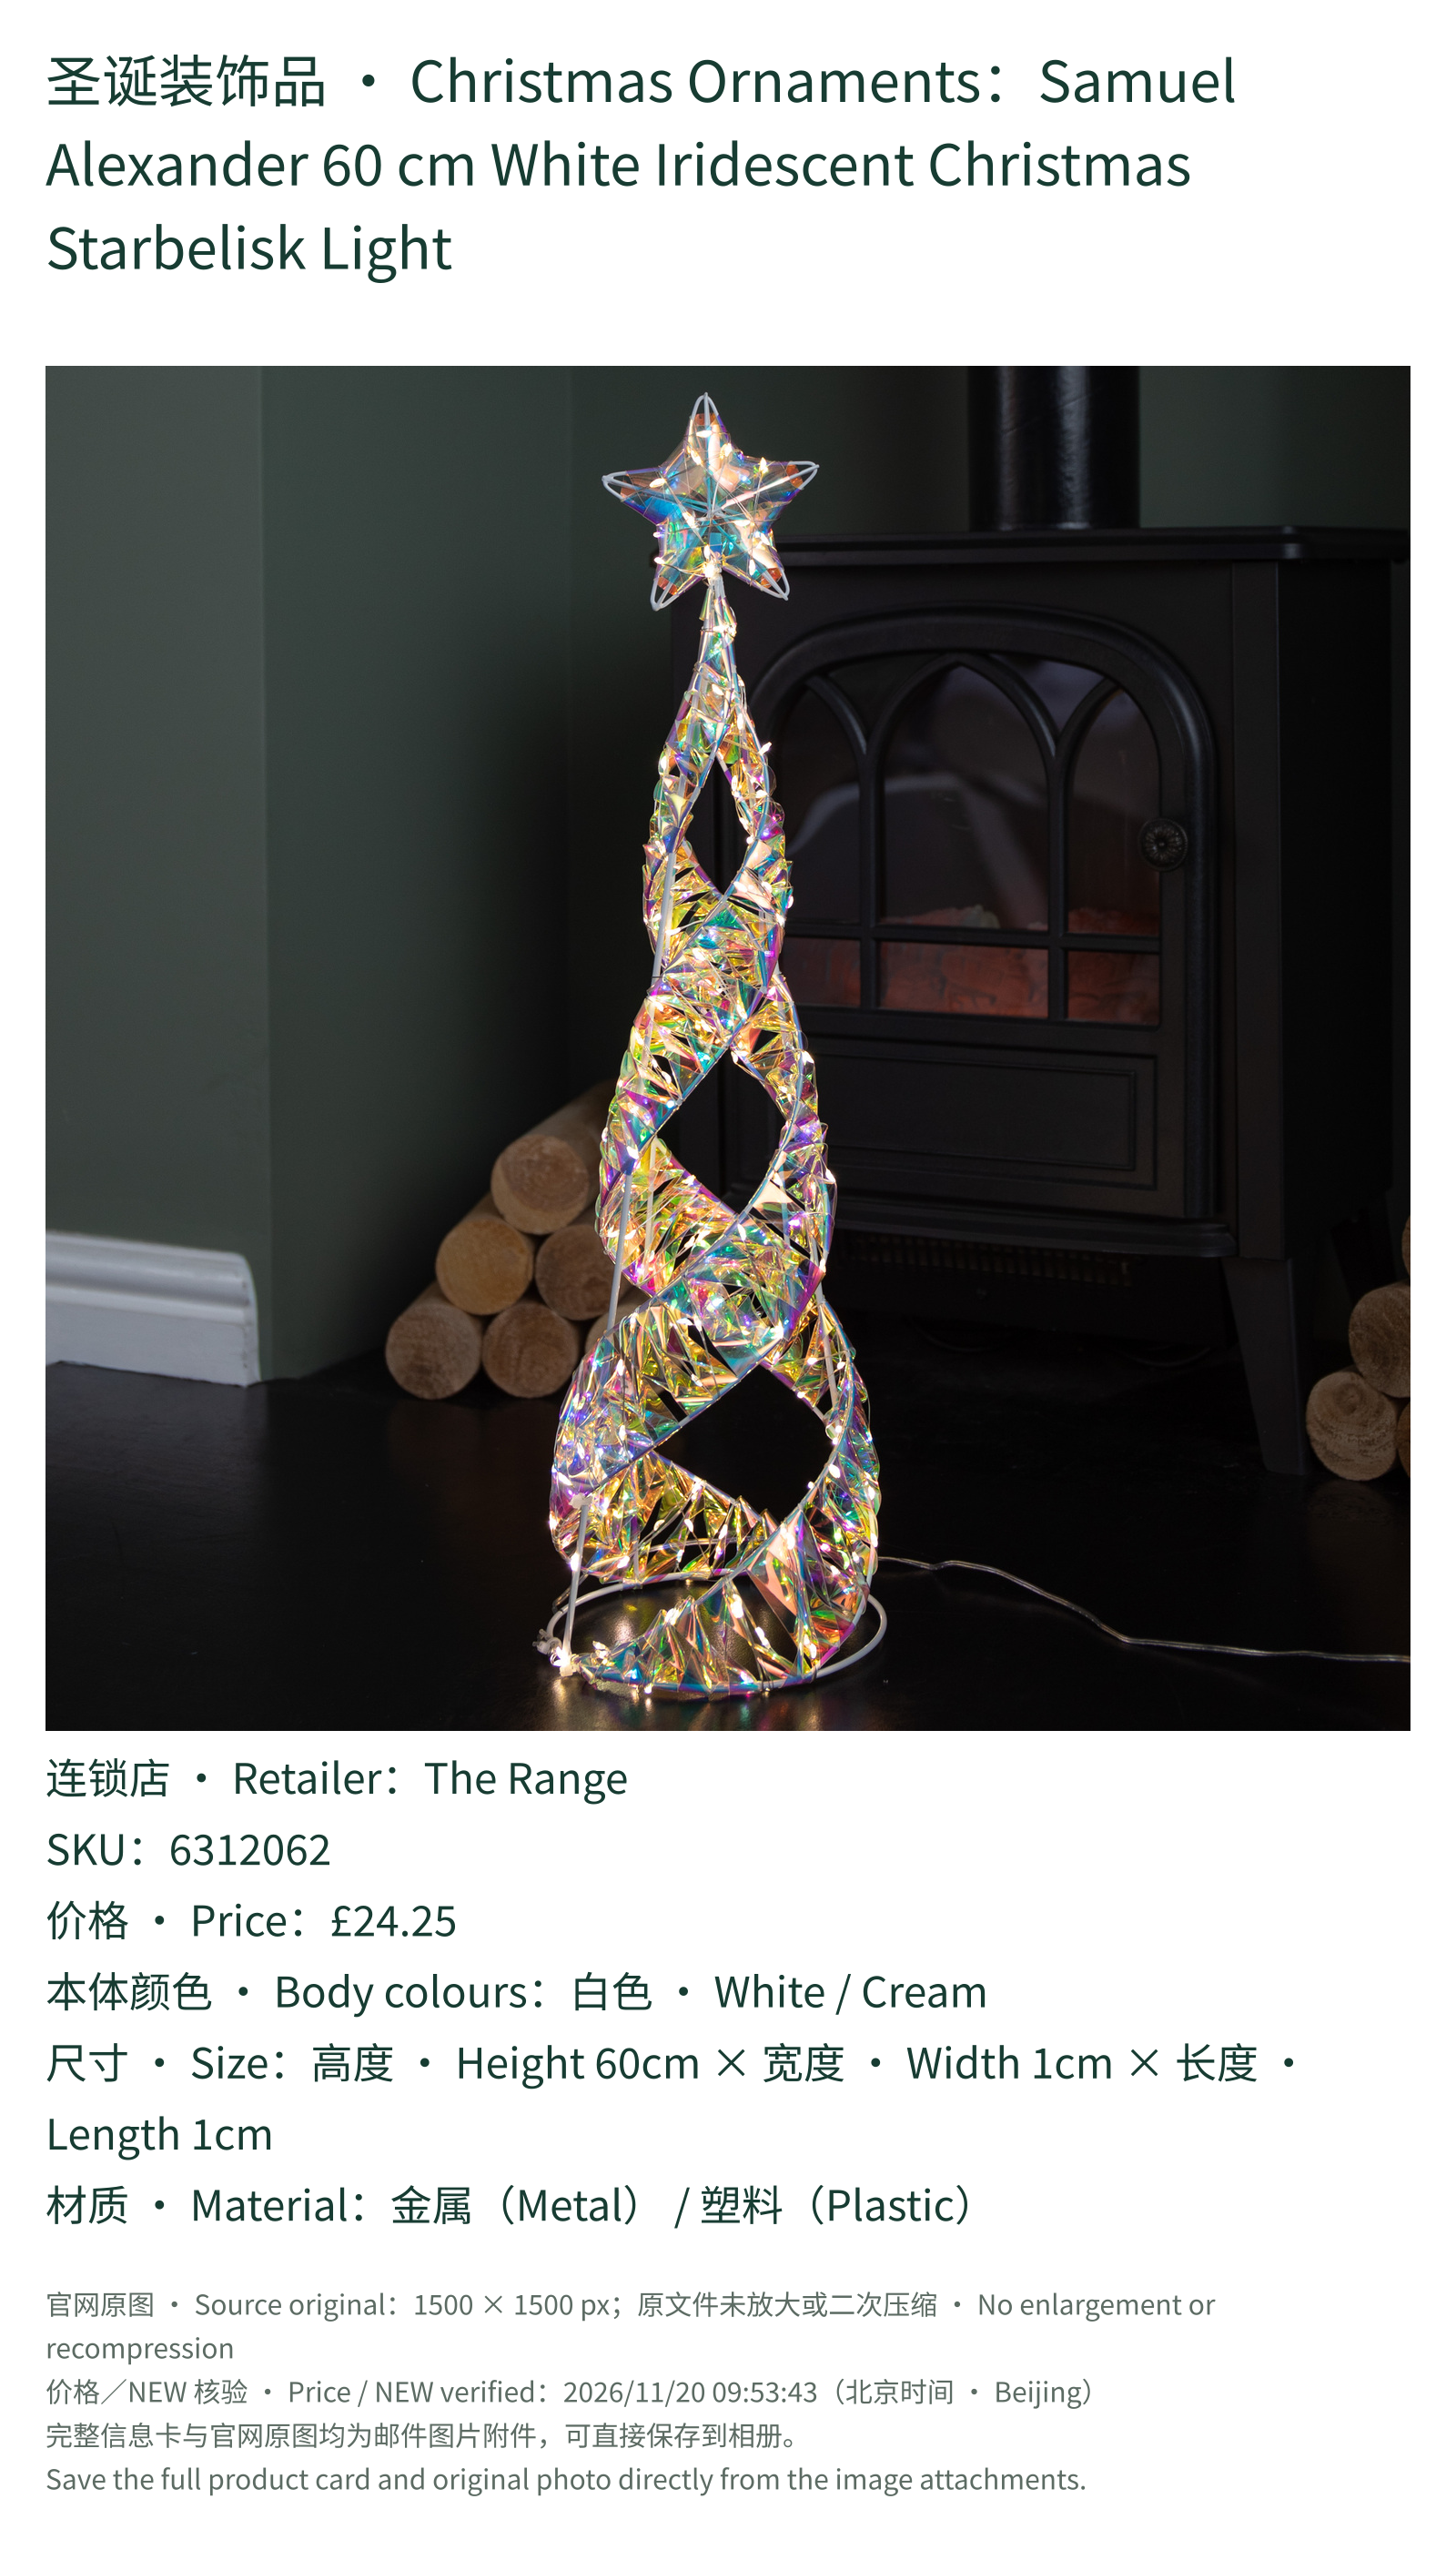 圣诞装饰品 · Christmas Ornaments：Samuel
Alexander 60 cm White Iridescent Christmas
Starbelisk Light
连锁店 · Retailer：The Range
SKU：6312062
价格 · Price：£24.25
本体颜色 · Body colours：白色 · White / Cream
尺寸 · Size：高度 · Height 60cm × 宽度 · Width 1cm × 长度 ·
Length 1cm
材质 · Material：金属（Metal） / 塑料（Plastic）
官网原图 · Source original：1500 × 1500 px；原文件未放大或二次压缩 · No enlargement or
recompression
价格／NEW 核验 · Price / NEW verified：2026/11/20 09:53:43（北京时间 · Beijing）
完整信息卡与官网原图均为邮件图片附件，可直接保存到相册。
Save the full product card and original photo directly from the image attachments.